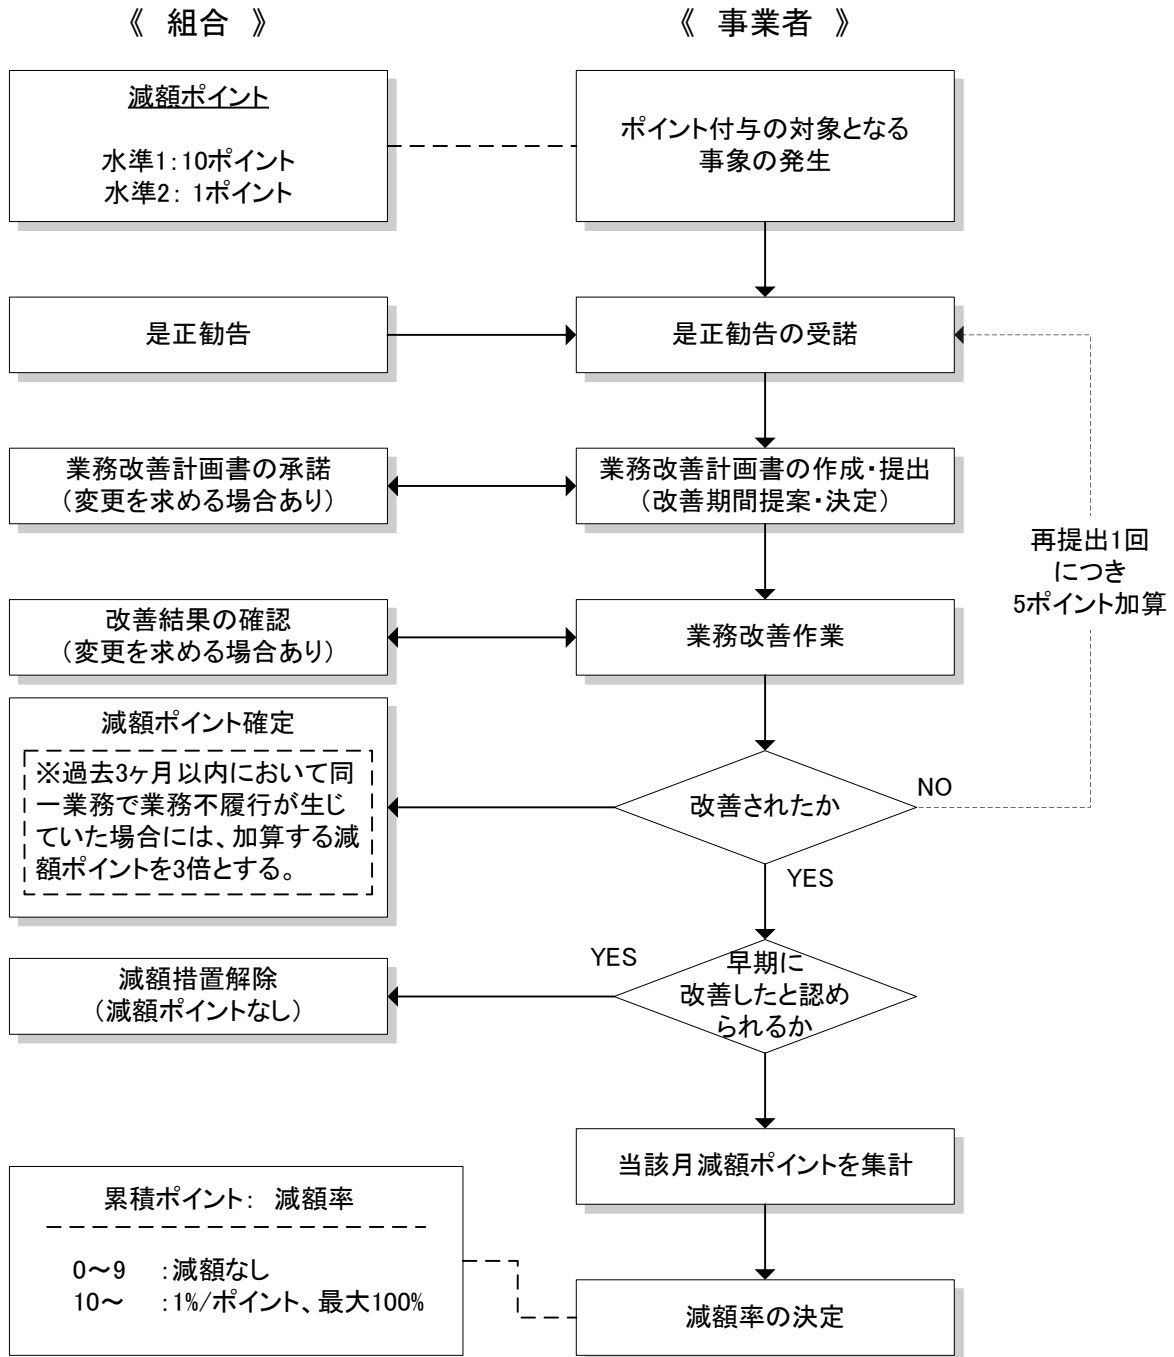 《 組合 》
《 事業者 》
減額ポイント
水準1:10ポイント
水準2: 1ポイント
ポイント付与の対象となる
事象の発生
是正勧告
是正勧告の受諾
業務改善計画書の承諾
(変更を求める場合あり)
業務改善計画書の作成・提出
(改善期間提案・決定)
再提出1回
につき
5ポイント加算
改善結果の確認
(変更を求める場合あり)
業務改善作業
減額ポイント確定
※過去3ヶ月以内において同
一業務で業務不履行が生じ
ていた場合には、加算する減
額ポイントを3倍とする。
改善されたか
NO
YES
YES
早期に
改善したと認め
られるか
減額措置解除
(減額ポイントなし)
当該月減額ポイントを集計
累積ポイント: 減額率
0～9 :減額なし
10～ :1%/ポイント、最大100%
減額率の決定